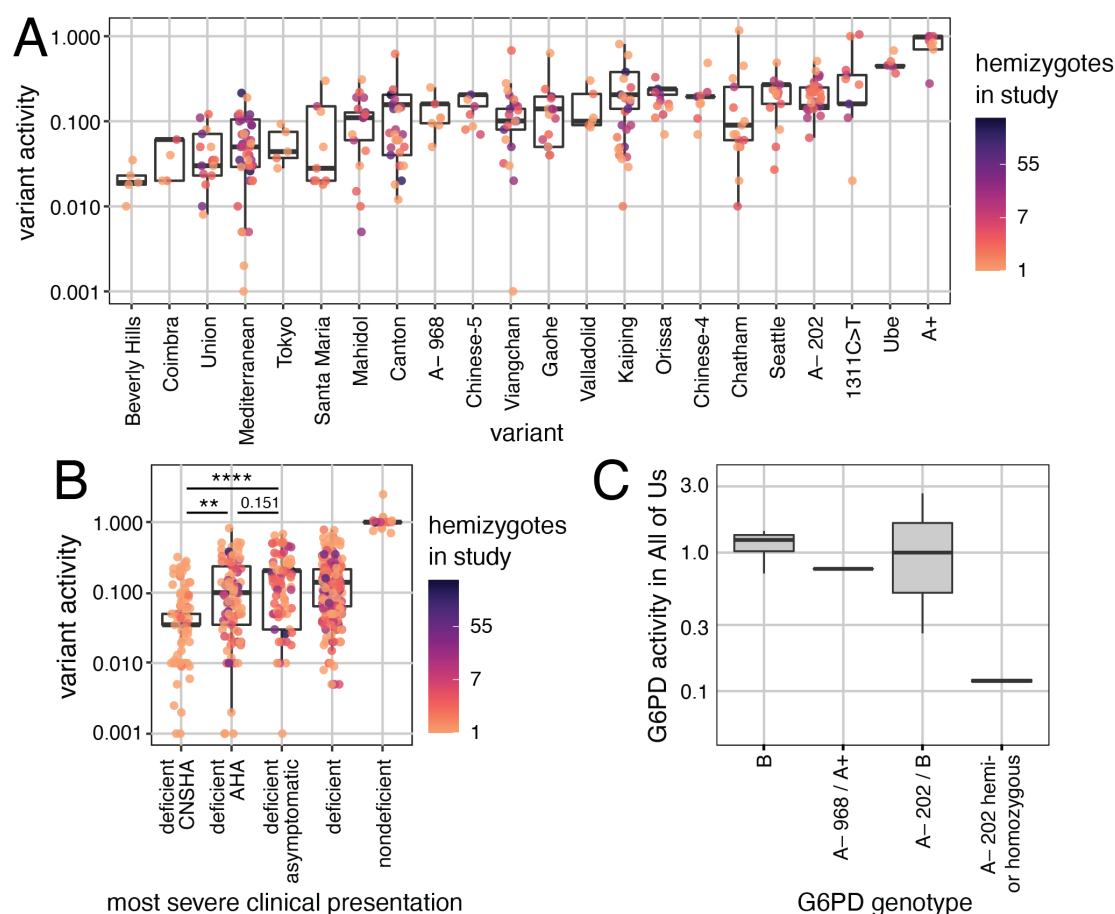 A
variant activity
1.000
0.100
0.010
0.001
Beverly Hills
Coimbra
Union
Mediterranean
Tokyo
Santa Maria
Mahidol
Canton
A− 968
Chinese-5
Viangchan
Gaohe
Valladolid
Kaiping
Orissa
Chinese-4
Chatham
Seattle
A− 202
1311C>T
Ube
A+
variant
hemizygotes
in study
55
7
1
B
variant activity
1.000
0.100
0.010
0.001
****
**
0.151
deficient
CNSHA
deficient
AHA
deficient
asymptomatic
deficient
nondeficient
most severe clinical presentation
hemizygotes
in study
55
7
1
C
G6PD activity in All of Us
3.0
1.0
0.3
0.1
B
A− 968 / A+
A− 202 / B
A− 202 hemi-
or homozygous
G6PD genotype